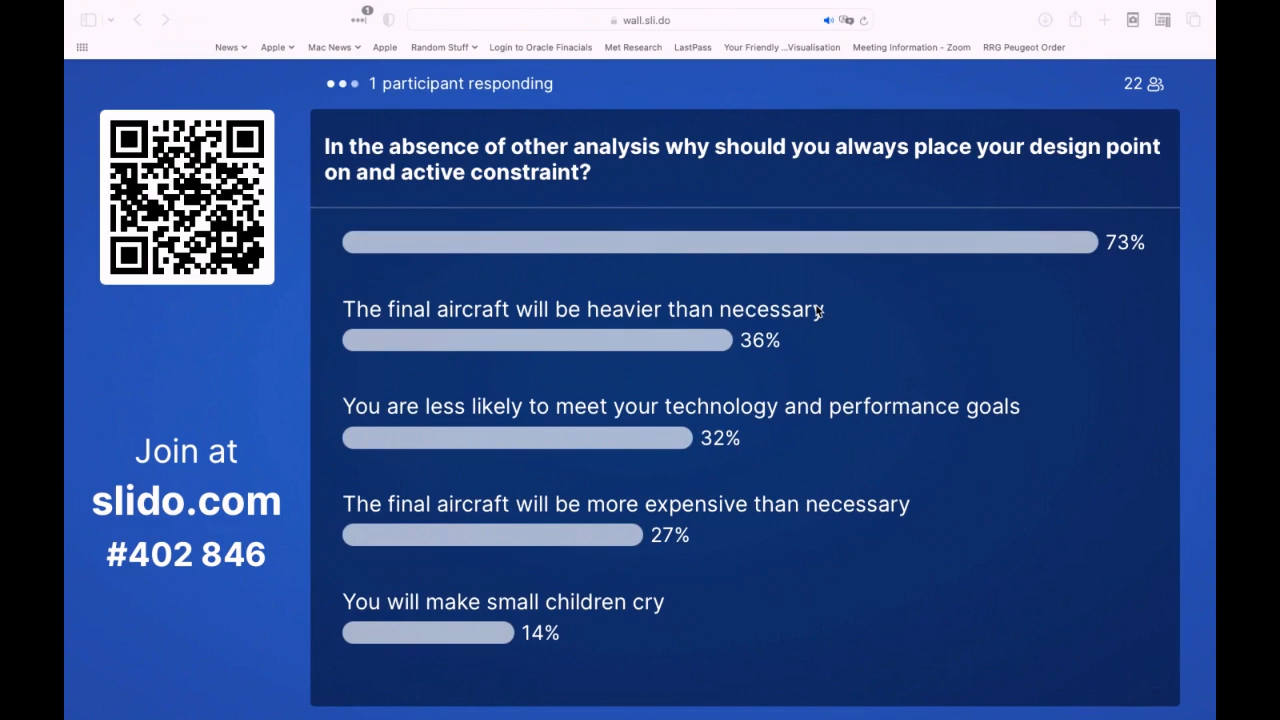 1
wall.sli.do
News Apple Mac News Apple Random Stuff Login to Oracle Finacials Met Research LastPass Your Friendly ...Visualisation Meeting Information - Zoom RRG Peugeot Order
1 participant responding
22
In the absence of other analysis why should you always place your design point
on and active constraint?
73%
The final aircraft will be heavier than necessary
36%
You are less likely to meet your technology and performance goals
32%
The final aircraft will be more expensive than necessary
27%
You will make small children cry
14%
Join at
slido.com
#402 846